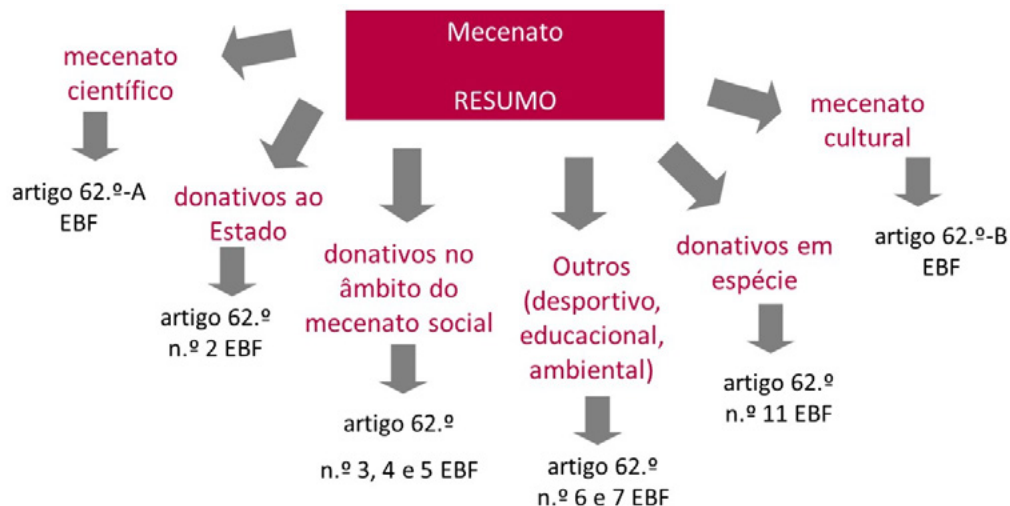 Mecenato
RESUMO
mecenato
científico
artigo 62.º-A
EBF
donativos ao
Estado
artigo 62.º
n.º 2 EBF
donativos no
âmbito do
mecenato social
artigo 62.º
n.º 3, 4 e 5 EBF
Outros
(desportivo,
educacional,
ambiental)
artigo 62.º
n.º 6 e 7 EBF
donativos em
espécie
artigo 62.º
n.º 11 EBF
mecenato
cultural
artigo 62.º-B
EBF